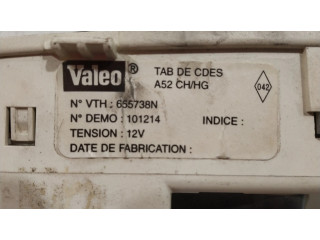 Valeo ® TAB DE CDES
A52 CH/HG
042
N° VTH : 655738N
N° DEMO : 101214 INDICE :
TENSION : 12V
DATE DE FABRICATION :